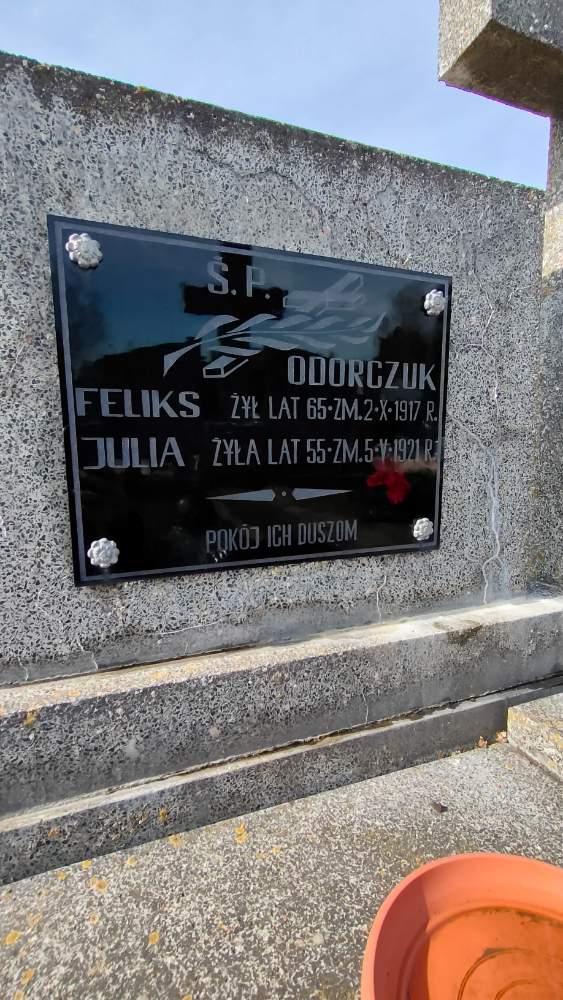 Ś. P.
ODORCZUK
FELIKS ŻYŁ LAT 65·ZM.2·X·1917 R.
JULIA ŻYŁA LAT 55·ZM.5·V·1921 R.
POKÓJ ICH DUSZOM